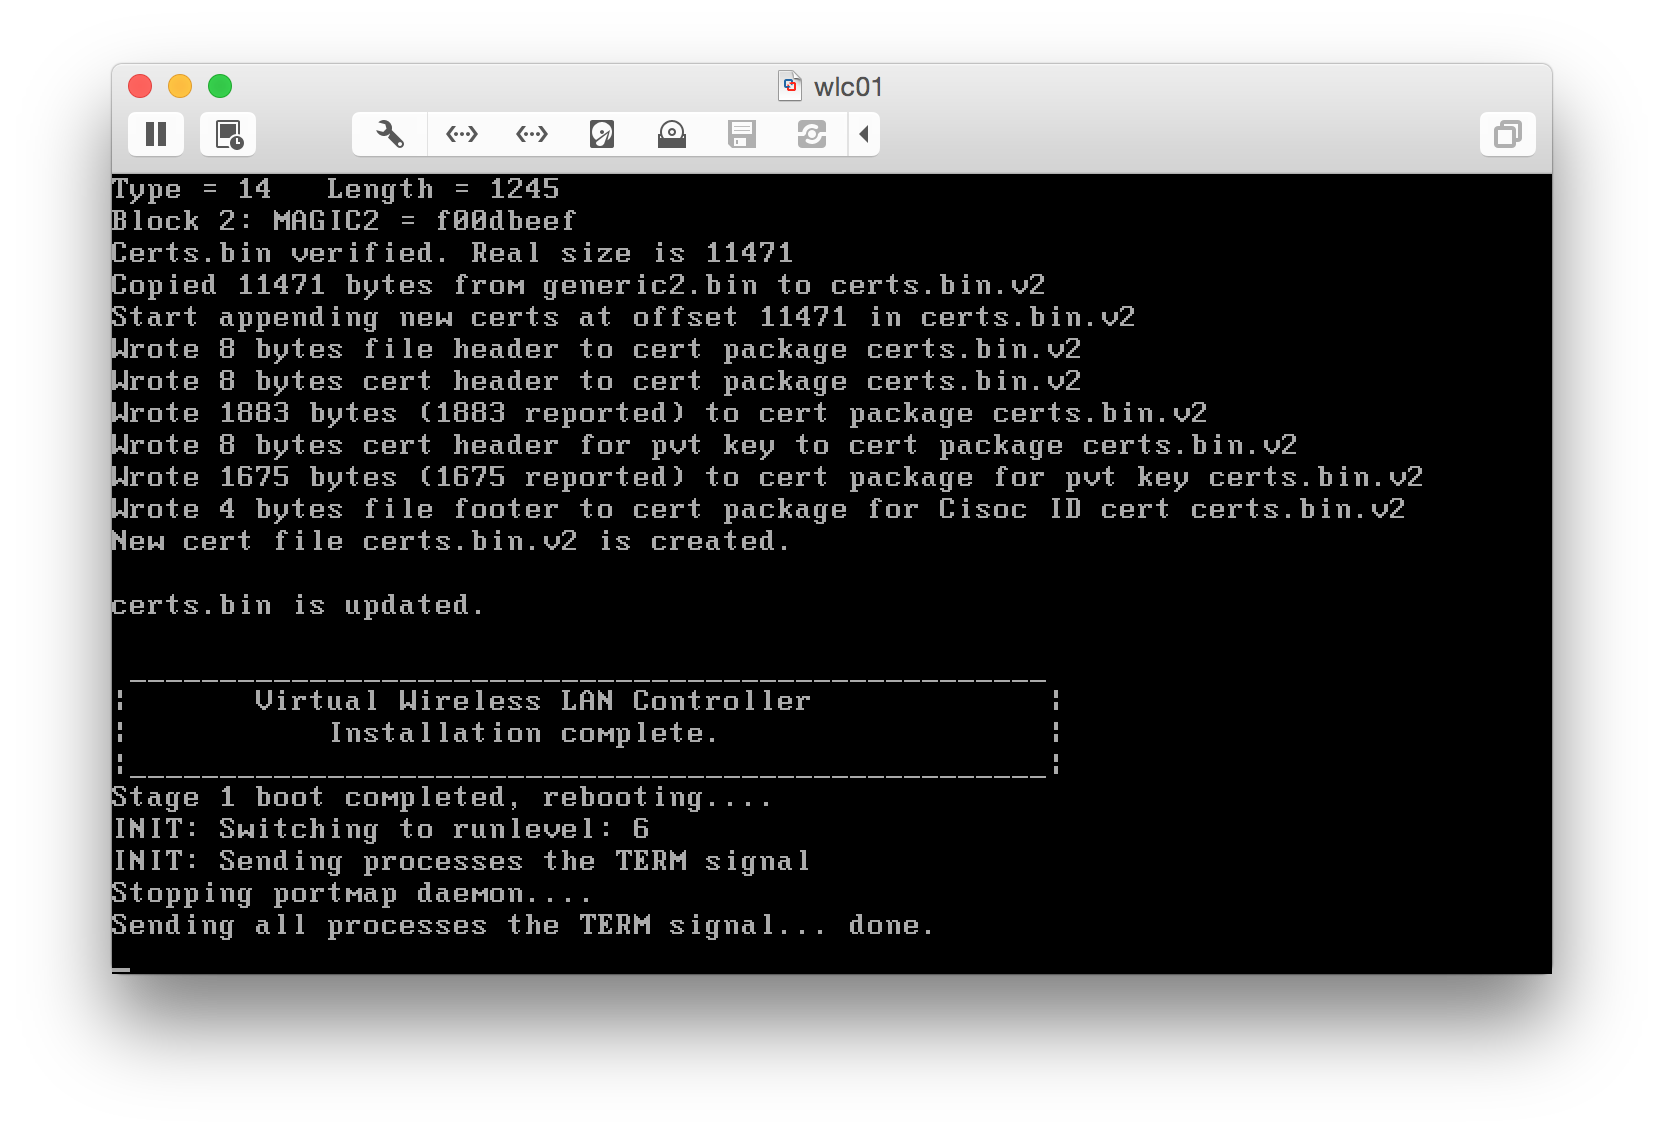 wlc01
Type = 14   Length = 1245
Block 2: MAGIC2 = f00dbeef
Certs.bin verified. Real size is 11471
Copied 11471 bytes from generic2.bin to certs.bin.v2
Start appending new certs at offset 11471 in certs.bin.v2
Wrote 8 bytes file header to cert package certs.bin.v2
Wrote 8 bytes cert header to cert package certs.bin.v2
Wrote 1883 bytes (1883 reported) to cert package certs.bin.v2
Wrote 8 bytes cert header for pvt key to cert package certs.bin.v2
Wrote 1675 bytes (1675 reported) to cert package for pvt key certs.bin.v2
Wrote 4 bytes file footer to cert package for Cisoc ID cert certs.bin.v2
New cert file certs.bin.v2 is created.
certs.bin is updated.
Virtual Wireless LAN Controller
Installation complete.
Stage 1 boot completed, rebooting....
INIT: Switching to runlevel: 6
INIT: Sending processes the TERM signal
Stopping portmap daemon....
Sending all processes the TERM signal... done.